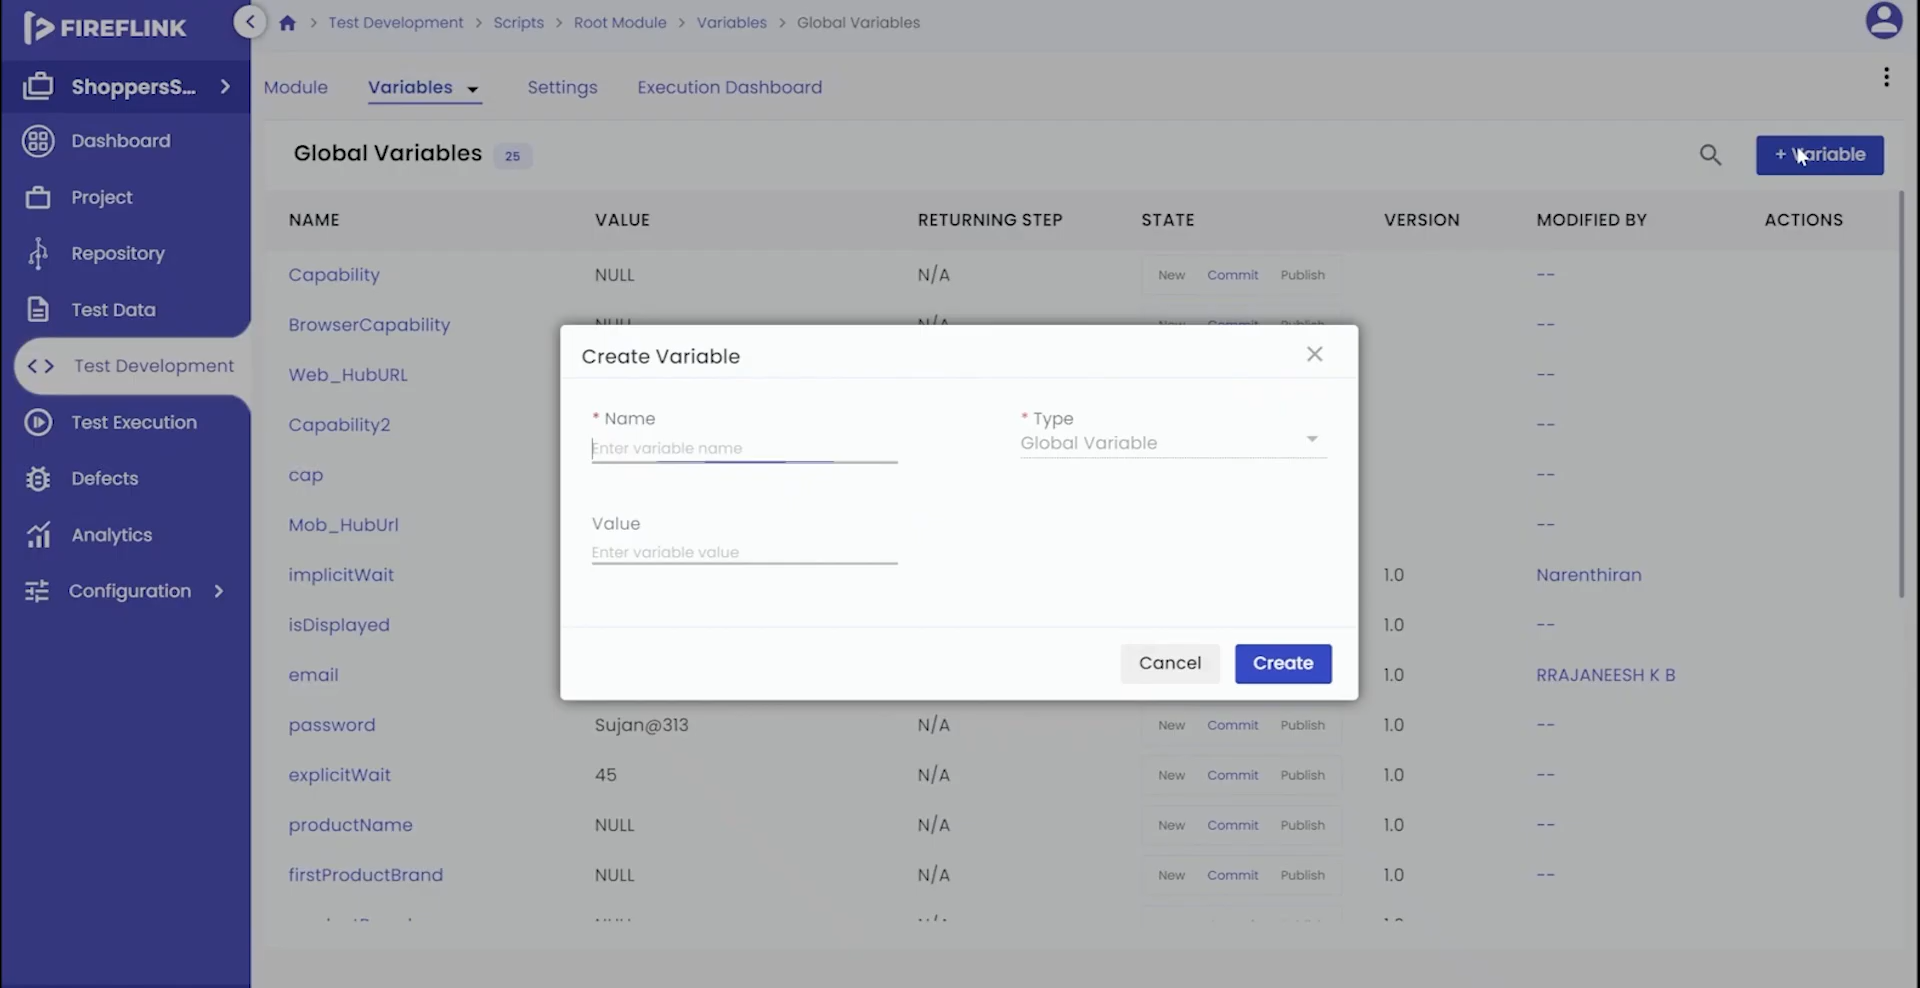 FIREFLINK
Test Development > Scripts > Root Module > Variables > Global Variables
ShoppersS...
Dashboard
Project
Repository
Test Data
Test Development
Test Execution
Defects
Analytics
Configuration
Module Variables Settings Execution Dashboard
Global Variables 25
+ Variable
NAME VALUE RETURNING STEP STATE VERSION MODIFIED BY ACTIONS
Capability NULL N/A New Commit Publish --
BrowserCapability NULL N/A New Commit Publish --
Web_HubURL --
Capability2 --
cap --
Mob_HubUrl --
implicitWait 1.0 Narenthiran
isDisplayed 1.0 --
email 1.0 RRAJANEESH K B
password Sujan@313 N/A New Commit Publish 1.0 --
explicitWait 45 N/A New Commit Publish 1.0 --
productName NULL N/A New Commit Publish 1.0 --
firstProductBrand NULL N/A New Commit Publish 1.0 --
Create Variable
* Name
Enter variable name
* Type
Global Variable
Value
Enter variable value
Cancel Create